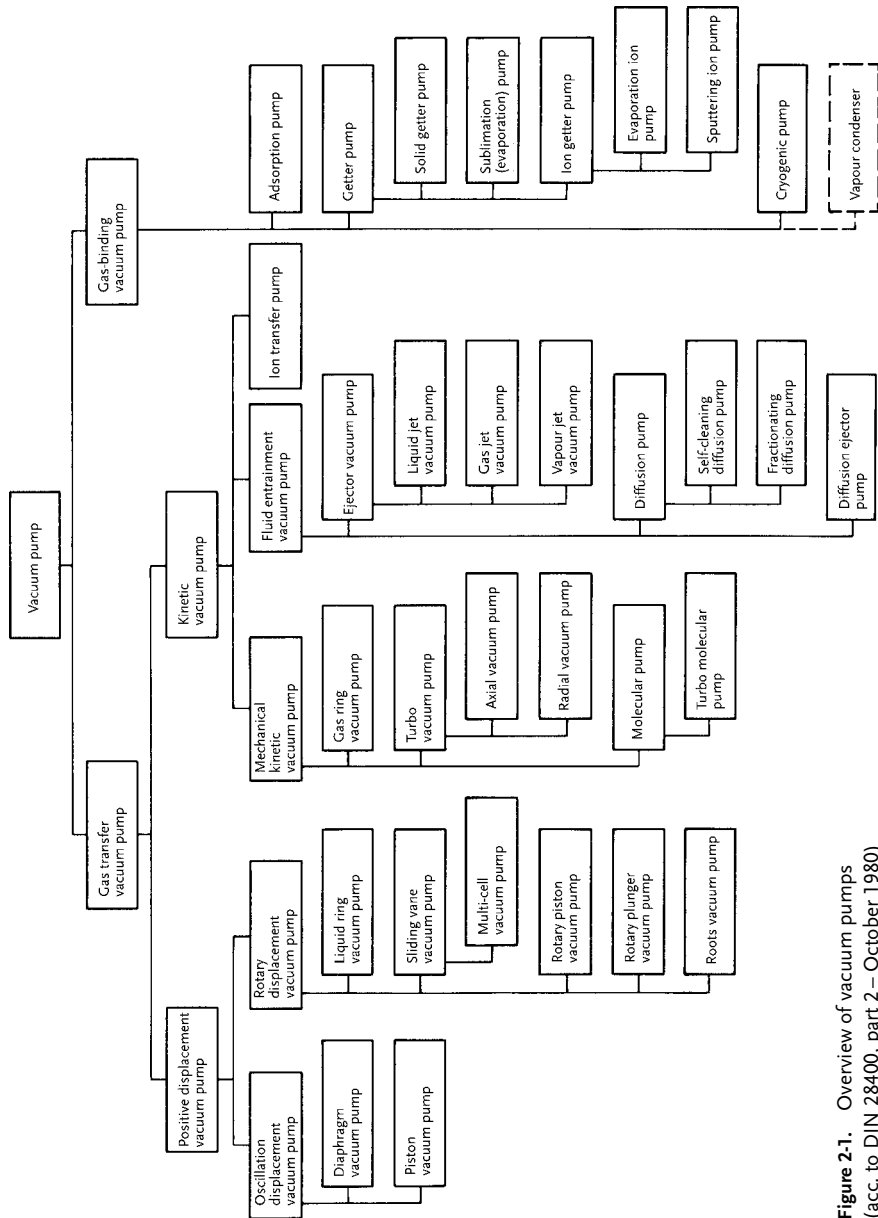 Vacuum pump
Gas transfer
vacuum pump
Gas-binding
vacuum pump
Positive displacement
vacuum pump
Kinetic
vacuum pump
Oscillation
displacement
vacuum pump
Diaphragm
vacuum pump
Piston
vacuum pump
Rotary
displacement
vacuum pump
Liquid ring
vacuum pump
Sliding vane
vacuum pump
Multi-cell
vacuum pump
Rotary piston
vacuum pump
Rotary plunger
vacuum pump
Roots vacuum pump
Mechanical
kinetic
vacuum pump
Gas ring
vacuum pump
Turbo
vacuum pump
Axial vacuum pump
Radial vacuum pump
Molecular pump
Turbo molecular
pump
Fluid entrainment
vacuum pump
Ejector vacuum pump
Liquid jet
vacuum pump
Gas jet
vacuum pump
Vapour jet
vacuum pump
Diffusion pump
Self-cleaning
diffusion pump
Fractionating
diffusion pump
Diffusion ejector
pump
Ion transfer pump
Adsorption pump
Getter pump
Solid getter pump
Sublimation
(evaporation) pump
Ion getter pump
Evaporation ion
pump
Sputtering ion pump
Cryogenic pump
Vapour condenser
Figure 2-1. Overview of vacuum pumps
(acc. to DIN 28400, part 2 – October 1980)